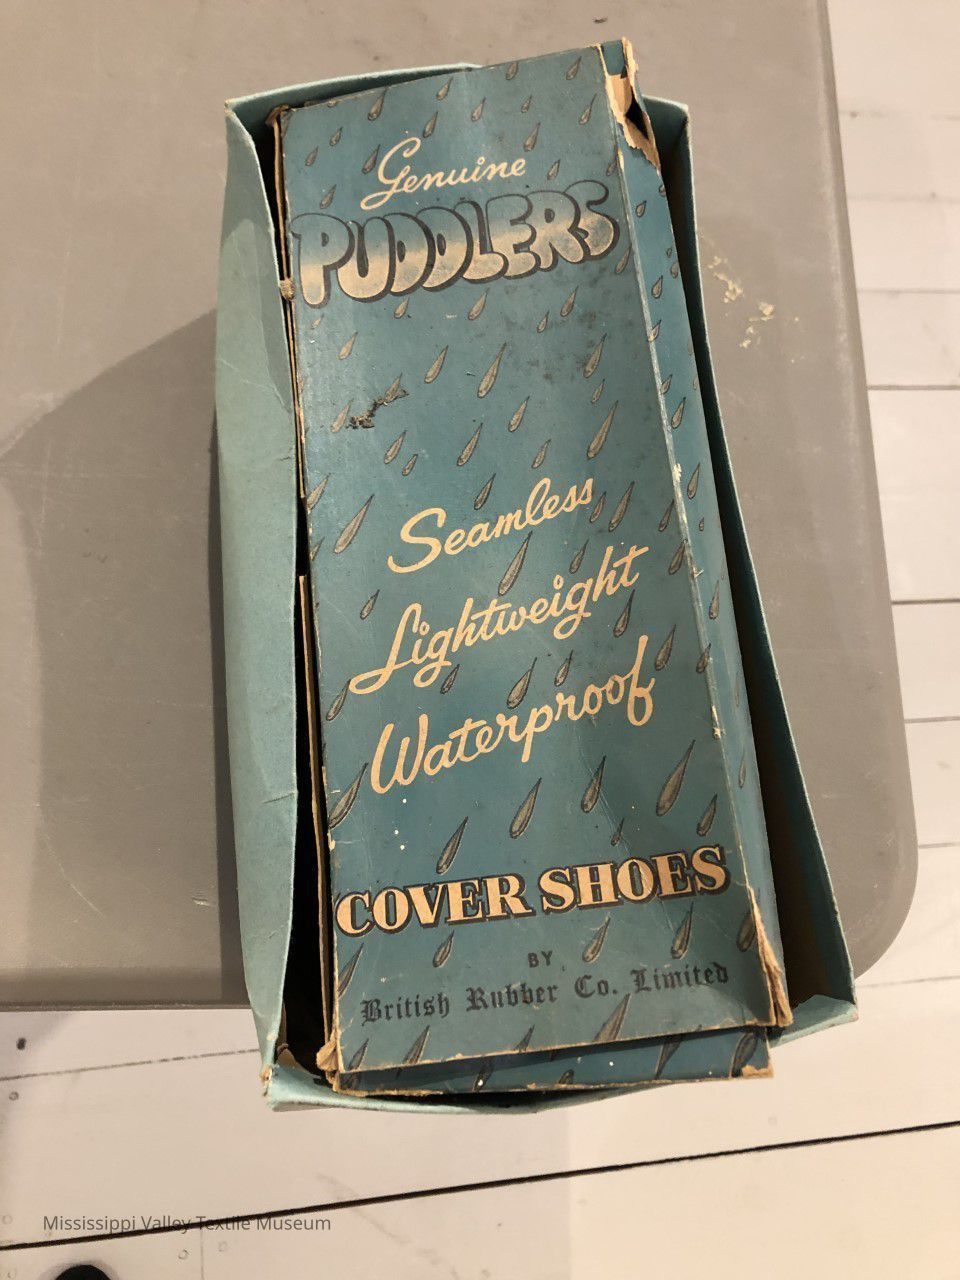 Genuine
PUDDLERS
Seamless
Lightweight
Waterproof
COVER SHOES
BY
British Rubber Co. Limited
Mississippi Valley Textile Museum